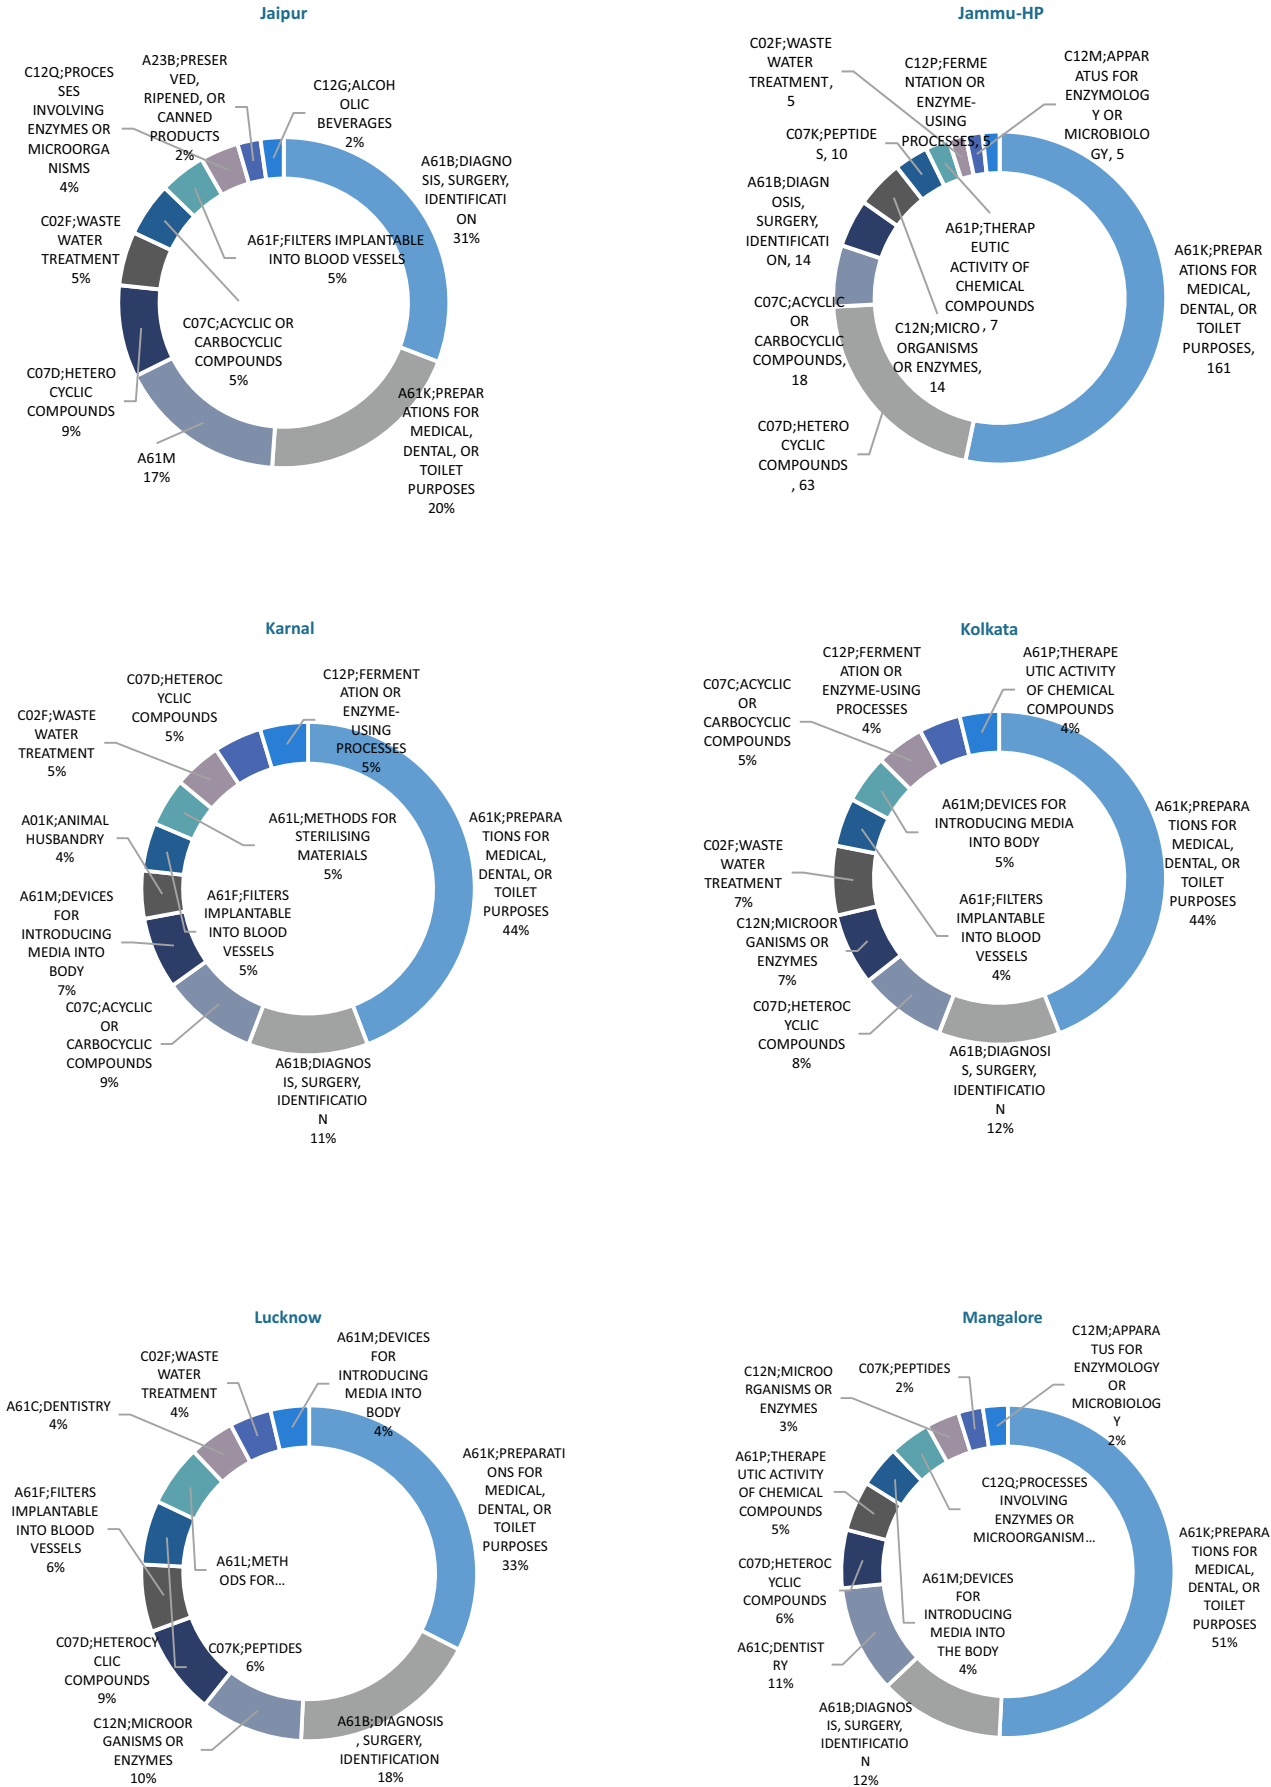 Jaipur
C12Q;PROCES
SES
INVOLVING
ENZYMES OR
MICROORGA
NISMS
4%
A23B;PRESER
VED,
RIPENED, OR
CANNED
PRODUCTS
2%
C12G;ALCOH
OLIC
BEVERAGES
2%
A61B;DIAGNO
SIS, SURGERY,
IDENTIFICATI
ON
31%
C02F;WASTE
WATER
TREATMENT
5%
A61F;FILTERS IMPLANTABLE
INTO BLOOD VESSELS
5%
C07C;ACYCLIC OR
CARBOCYCLIC
COMPOUNDS
5%
C07D;HETERO
CYCLIC
COMPOUNDS
9%
A61M
17%
A61K;PREPAR
ATIONS FOR
MEDICAL,
DENTAL, OR
TOILET
PURPOSES
20%
Jammu-HP
C02F;WASTE
WATER
TREATMENT,
5
C12P;FERME
NTATION OR
ENZYME-
USING
PROCESSES, 5
C12M;APPAR
ATUS FOR
ENZYMOLOG
Y OR
MICROBIOLO
GY, 5
C07K;PEPTIDE
S, 10
A61B;DIAGN
OSIS,
SURGERY,
IDENTIFICATI
ON, 14
A61P;THERAP
EUTIC
ACTIVITY OF
CHEMICAL
COMPOUNDS
, 7
A61K;PREPAR
ATIONS FOR
MEDICAL,
DENTAL, OR
TOILET
PURPOSES,
161
C07C;ACYCLIC
OR
CARBOCYCLIC
COMPOUNDS,
18
C12N;MICRO
ORGANISMS
OR ENZYMES,
14
C07D;HETERO
CYCLIC
COMPOUNDS
, 63
Karnal
C07D;HETEROC
YCLIC
COMPOUNDS
5%
C12P;FERMENT
ATION OR
ENZYME-
USING
PROCESSES
5%
C02F;WASTE
WATER
TREATMENT
5%
A01K;ANIMAL
HUSBANDRY
4%
A61L;METHODS FOR
STERILISING
MATERIALS
5%
A61K;PREPARA
TIONS FOR
MEDICAL,
DENTAL, OR
TOILET
PURPOSES
44%
A61M;DEVICES
FOR
INTRODUCING
MEDIA INTO
BODY
7%
A61F;FILTERS
IMPLANTABLE
INTO BLOOD
VESSELS
5%
C07C;ACYCLIC
OR
CARBOCYCLIC
COMPOUNDS
9%
A61B;DIAGNOS
IS, SURGERY,
IDENTIFICATIO
N
11%
Kolkata
C07C;ACYCLIC
OR
CARBOCYCLIC
COMPOUNDS
5%
C12P;FERMENT
ATION OR
ENZYME-USING
PROCESSES
4%
A61P;THERAPE
UTIC ACTIVITY
OF CHEMICAL
COMPOUNDS
4%
A61M;DEVICES FOR
INTRODUCING MEDIA
INTO BODY
5%
A61K;PREPARA
TIONS FOR
MEDICAL,
DENTAL, OR
TOILET
PURPOSES
44%
C02F;WASTE
WATER
TREATMENT
7%
A61F;FILTERS
IMPLANTABLE
INTO BLOOD
VESSELS
4%
C12N;MICROOR
GANISMS OR
ENZYMES
7%
C07D;HETEROC
YCLIC
COMPOUNDS
8%
A61B;DIAGNOSI
S, SURGERY,
IDENTIFICATIO
N
12%
Lucknow
C02F;WASTE
WATER
TREATMENT
4%
A61M;DEVICES
FOR
INTRODUCING
MEDIA INTO
BODY
4%
A61C;DENTISTRY
4%
A61K;PREPARATI
ONS FOR
MEDICAL,
DENTAL, OR
TOILET
PURPOSES
33%
A61F;FILTERS
IMPLANTABLE
INTO BLOOD
VESSELS
6%
A61L;METH
ODS FOR...
C07D;HETEROCY
CLIC
COMPOUNDS
9%
C07K;PEPTIDES
6%
C12N;MICROOR
GANISMS OR
ENZYMES
10%
A61B;DIAGNOSIS
, SURGERY,
IDENTIFICATION
18%
Mangalore
C12N;MICROO
RGANISMS OR
ENZYMES
3%
C07K;PEPTIDES
2%
C12M;APPARA
TUS FOR
ENZYMOLOGY
OR
MICROBIOLOG
Y
2%
A61P;THERAPE
UTIC ACTIVITY
OF CHEMICAL
COMPOUNDS
5%
C12Q;PROCESSES
INVOLVING
ENZYMES OR
MICROORGANISM...
A61K;PREPARA
TIONS FOR
MEDICAL,
DENTAL, OR
TOILET
PURPOSES
51%
C07D;HETEROC
YCLIC
COMPOUNDS
6%
A61M;DEVICES
FOR
INTRODUCING
MEDIA INTO
THE BODY
4%
A61C;DENTIST
RY
11%
A61B;DIAGNOS
IS, SURGERY,
IDENTIFICATIO
N
12%